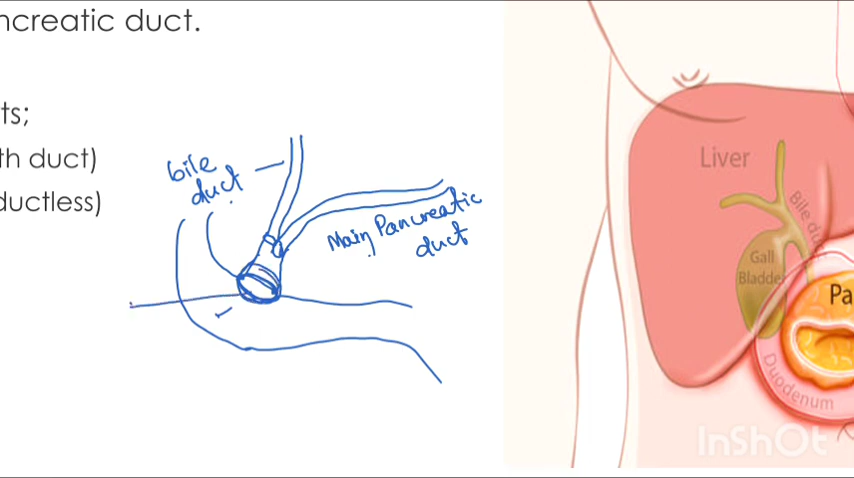 ncreatic duct.
ts;
th duct)
ductless)
bile
duct
Main Pancreatic
duct
Liver
Bile du
Gall
Bladder
Pa
Duodenum
InShOt